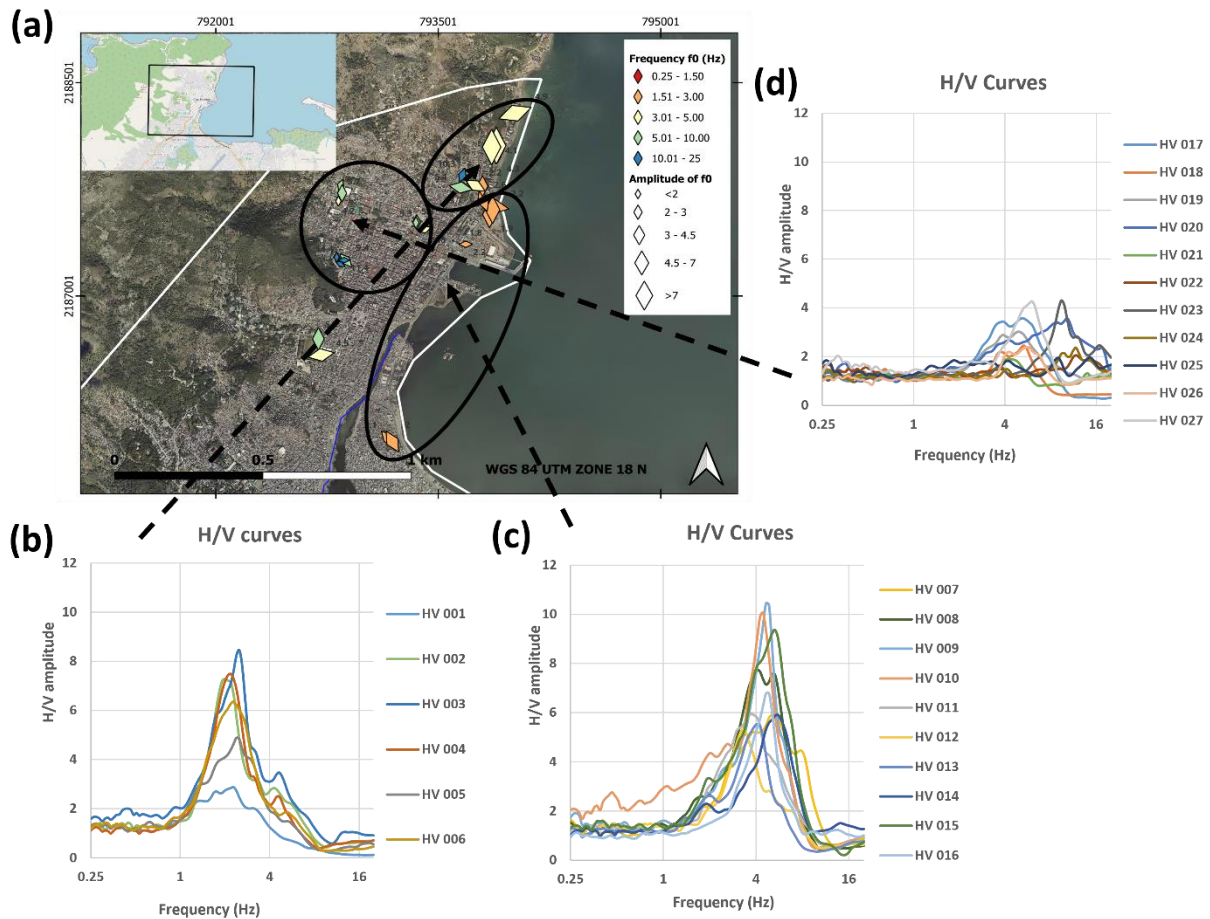 (a)
792001
793501
795001
2188501
2187001
Frequency f0 (Hz)
0.25 - 1.50
1.51 - 3.00
3.01 - 5.00
5.01 - 10.00
10.01 - 25
Amplitude of f0
<2
2 - 3
3 - 4.5
4.5 - 7
>7
0
0.5
1 km
WGS 84 UTM ZONE 18 N
792001
793501
795001
(d)
H/V Curves
H/V amplitude
12
10
8
6
4
2
0
0.25
1
4
16
Frequency (Hz)
HV 017
HV 018
HV 019
HV 020
HV 021
HV 022
HV 023
HV 024
HV 025
HV 026
HV 027
(b)
H/V curves
H/V amplitude
12
10
8
6
4
2
0
0.25
1
4
16
Frequency (Hz)
HV 001
HV 002
HV 003
HV 004
HV 005
HV 006
(c)
H/V Curves
H/V amplitude
12
10
8
6
4
2
0
0.25
1
4
16
Frequency (Hz)
HV 007
HV 008
HV 009
HV 010
HV 011
HV 012
HV 013
HV 014
HV 015
HV 016